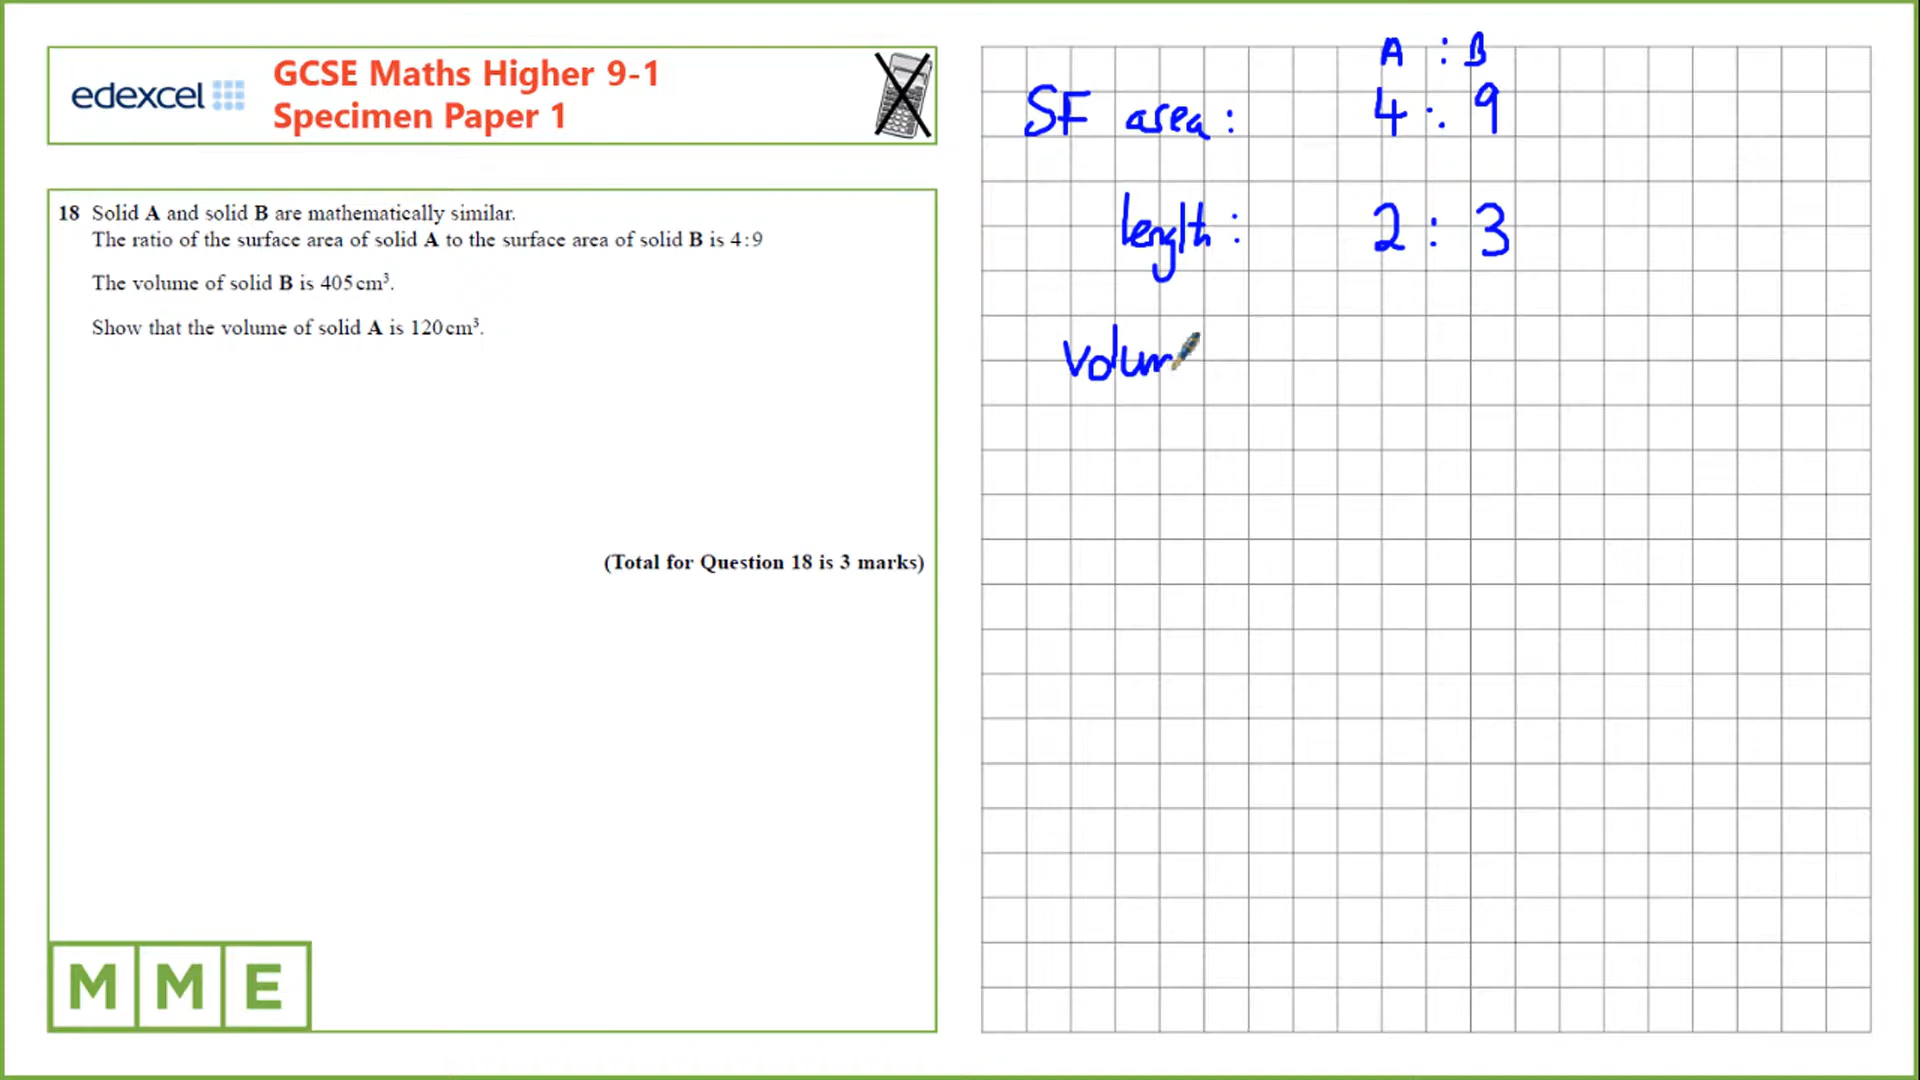 edexcel
GCSE Maths Higher 9-1
Specimen Paper 1
18 Solid A and solid B are mathematically similar.
The ratio of the surface area of solid A to the surface area of solid B is 4:9
The volume of solid B is 405 cm³.
Show that the volume of solid A is 120 cm³.
(Total for Question 18 is 3 marks)
MME
A : B
SF area: 4 : 9
length: 2 : 3
Volum